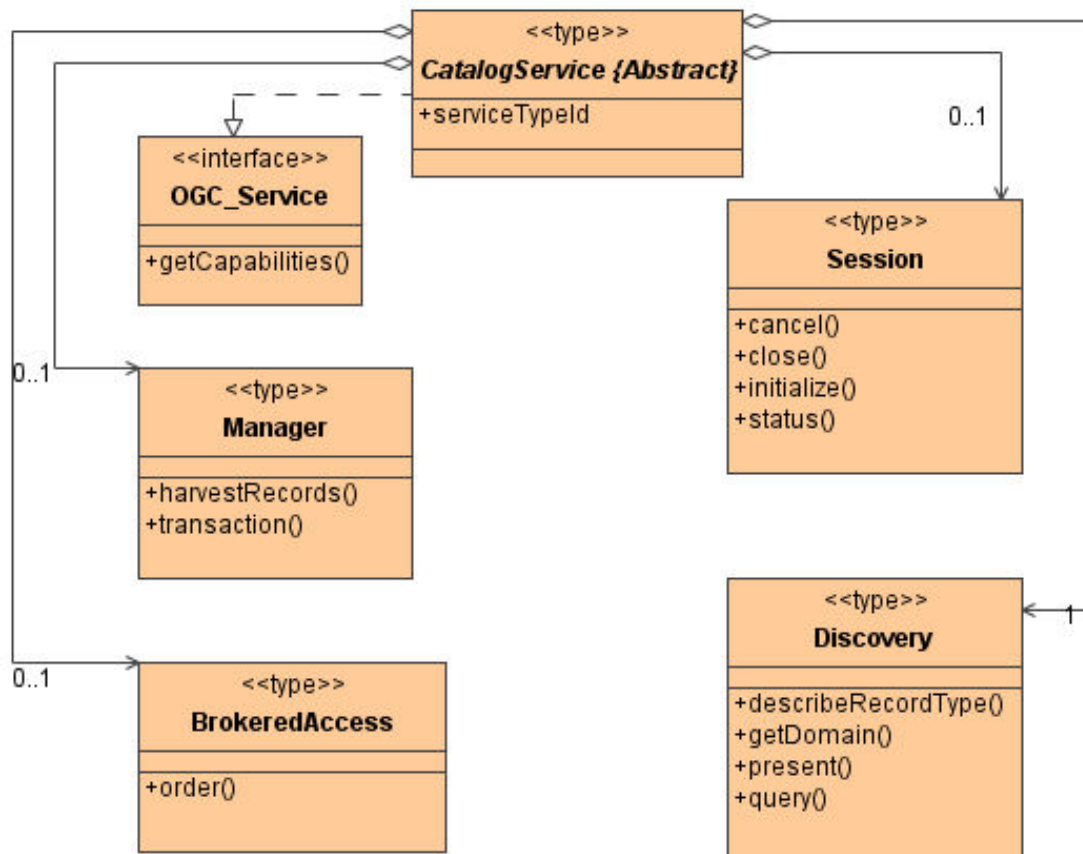 <<type>>
CatalogService {Abstract}
+serviceTypeId
0..1
<<interface>>
OGC_Service
+getCapabilities()
<<type>>
Session
+cancel()
+close()
+initialize()
+status()
0..1
<<type>>
Manager
+harvestRecords()
+transaction()
<<type>>
Discovery
+describeRecordType()
+getDomain()
+present()
+query()
1
0..1
<<type>>
BrokeredAccess
+order()